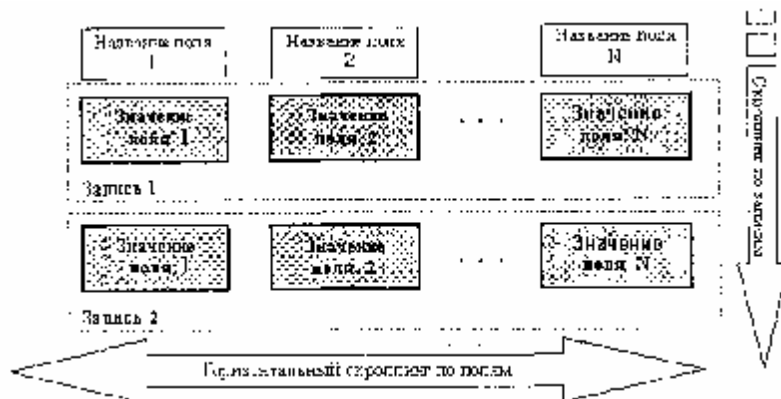 Название поля
1
Название поля
2
Название поля
N
Значение
поля 1
Значение
поля 2
. . .
Значение
поля N
Запись 1
Значение
поля 1
Значение
поля 2
. . .
Значение
поля N
Запись 2
Горизонтальный скроллинг по полям
Скроллинг по записям